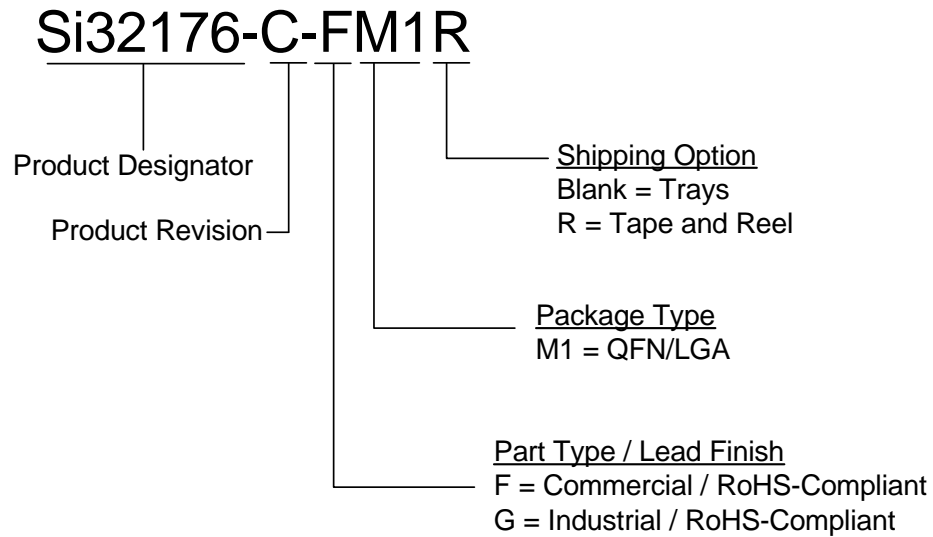 Si32176-C-FM1R
Product Designator
Product Revision
Shipping Option
Blank = Trays
R = Tape and Reel
Package Type
M1 = QFN/LGA
Part Type / Lead Finish
F = Commercial / RoHS-Compliant
G = Industrial / RoHS-Compliant